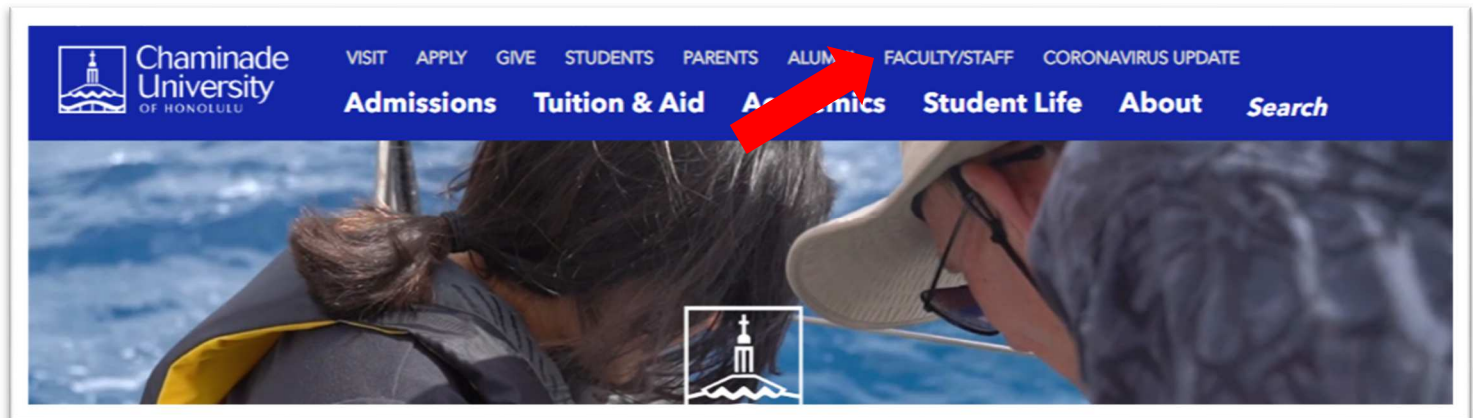 Chaminade
University
OF HONOLULU
VISIT APPLY GIVE STUDENTS PARENTS FACULTY/STAFF CORONAVIRUS UPDATE
Admissions Tuition & Aid Student Life About Search